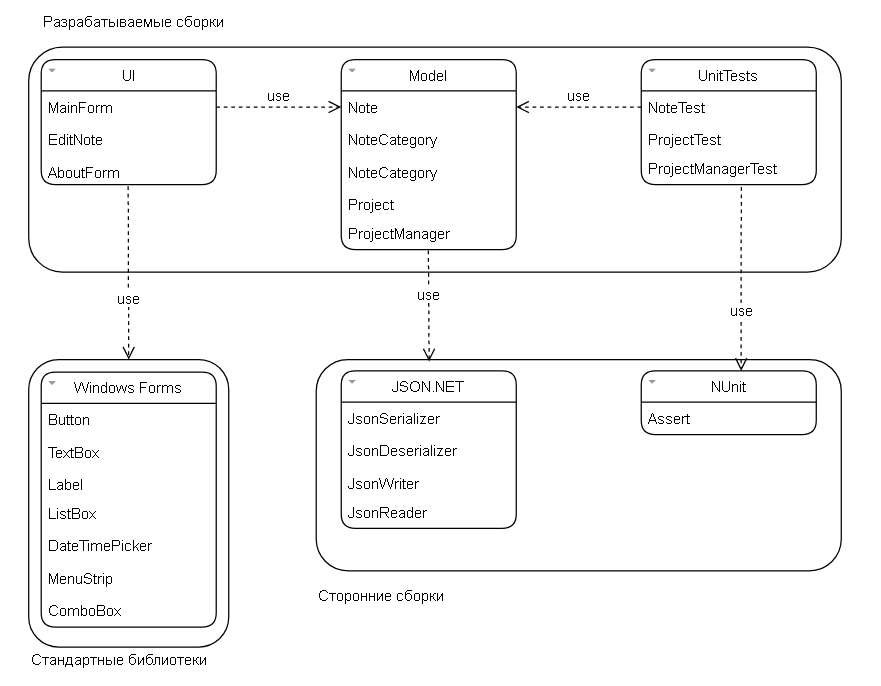 Разрабатываемые сборки
UI
MainForm
EditNote
AboutForm
use
Model
Note
NoteCategory
NoteCategory
Project
ProjectManager
use
UnitTests
NoteTest
ProjectTest
ProjectManagerTest
use
use
use
Windows Forms
Button
TextBox
Label
ListBox
DateTimePicker
MenuStrip
ComboBox
Стандартные библиотеки
JSON.NET
JsonSerializer
JsonDeserializer
JsonWriter
JsonReader
NUnit
Assert
Сторонние сборки